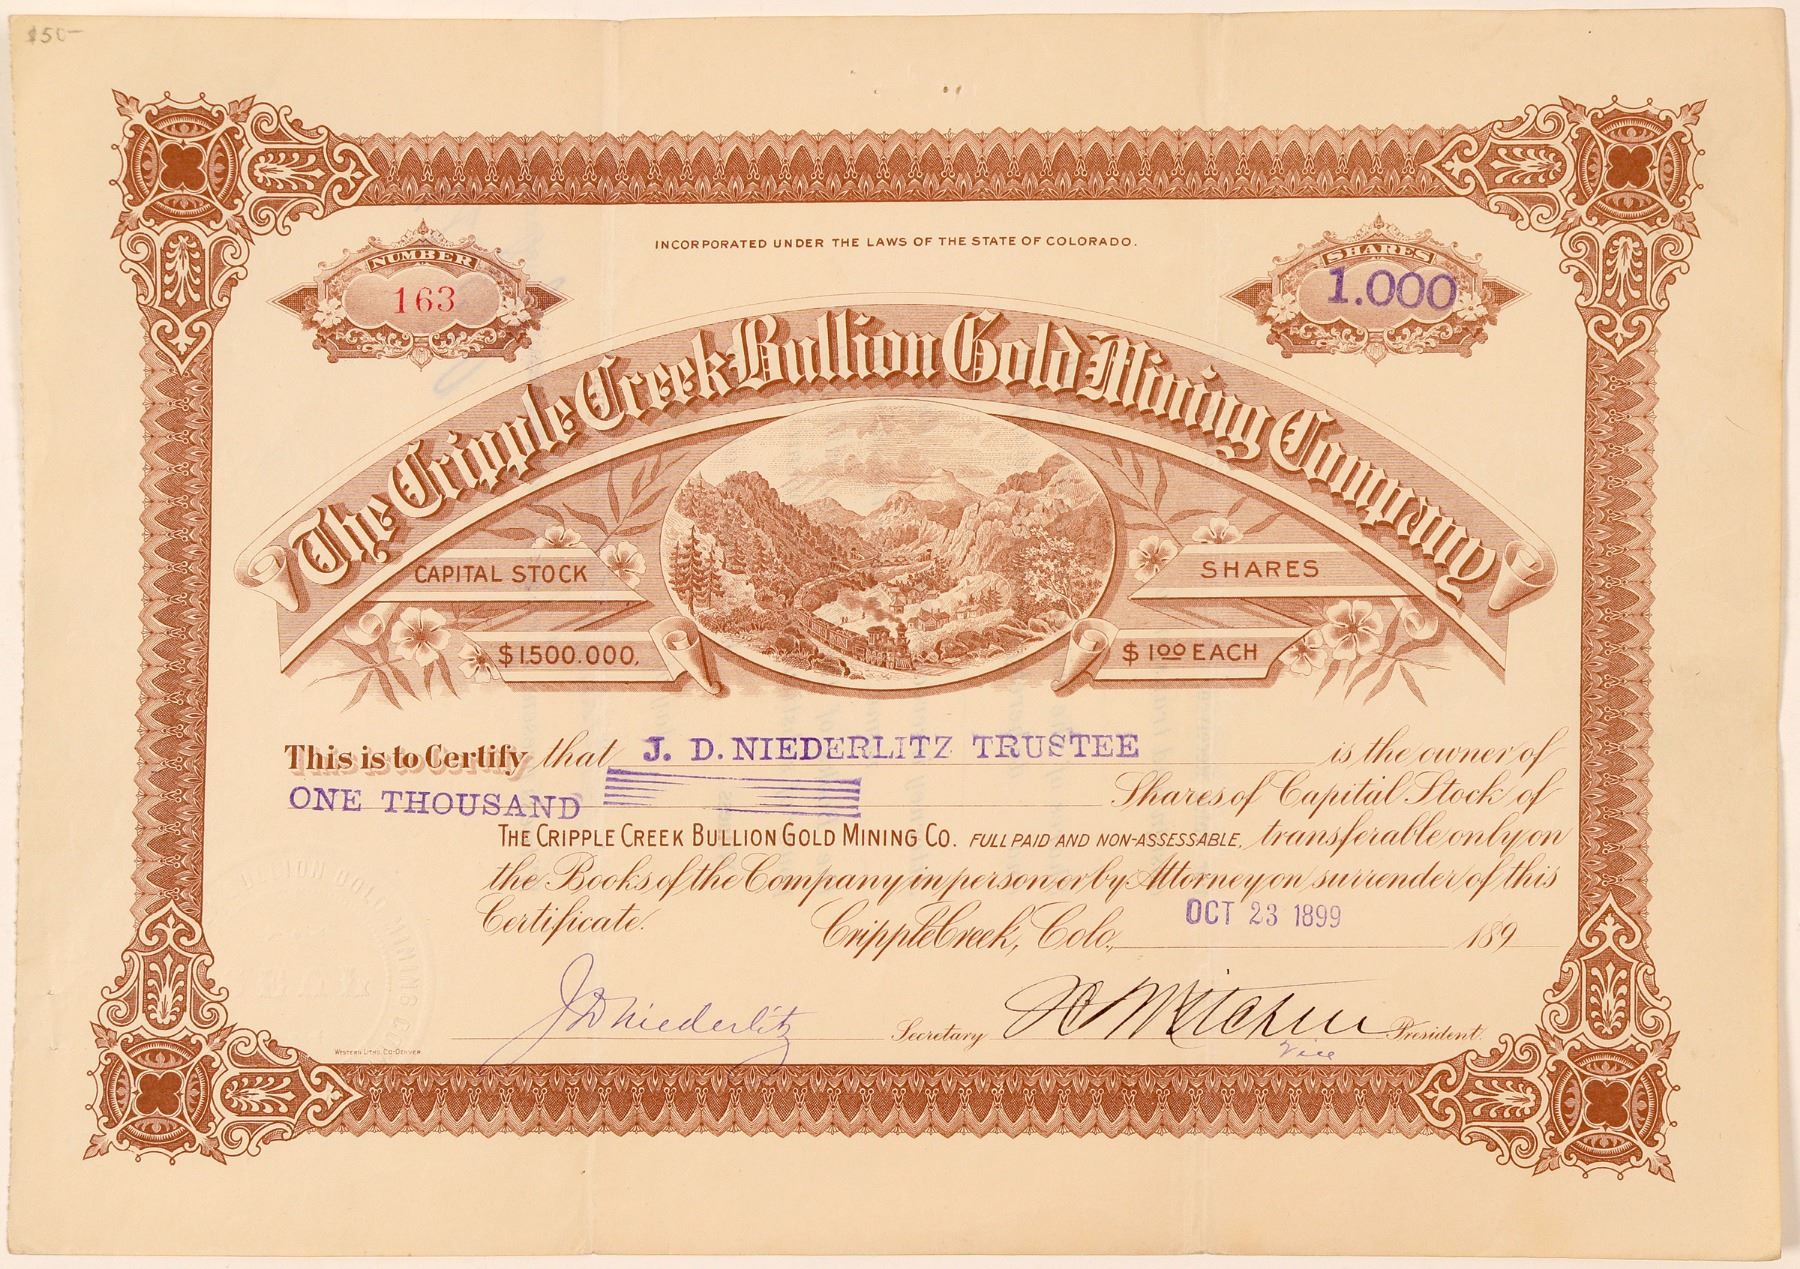 $50-
INCORPORATED UNDER THE LAWS OF THE STATE OF COLORADO.
NUMBER
163
SHARES
1.000
The Cripple Creek Bullion Gold Mining Company
CAPITAL STOCK
SHARES
$1.500.000.
$1.00 EACH
This is to Certify that J. D. NIEDERLITZ TRUSTEE is the owner of
ONE THOUSAND Shares of Capital Stock of
THE CRIPPLE CREEK BULLION GOLD MINING CO. FULL PAID AND NON-ASSESSABLE, transferable only on
the Books of the Company in person or by Attorney on surrender of this
Certificate. Cripple Creek, Colo. OCT 23 1899 189
BULLION GOLD MINING CO
J D Niederlitz Secretary President
Vice
WESTERN LITHO. CO-DENVER